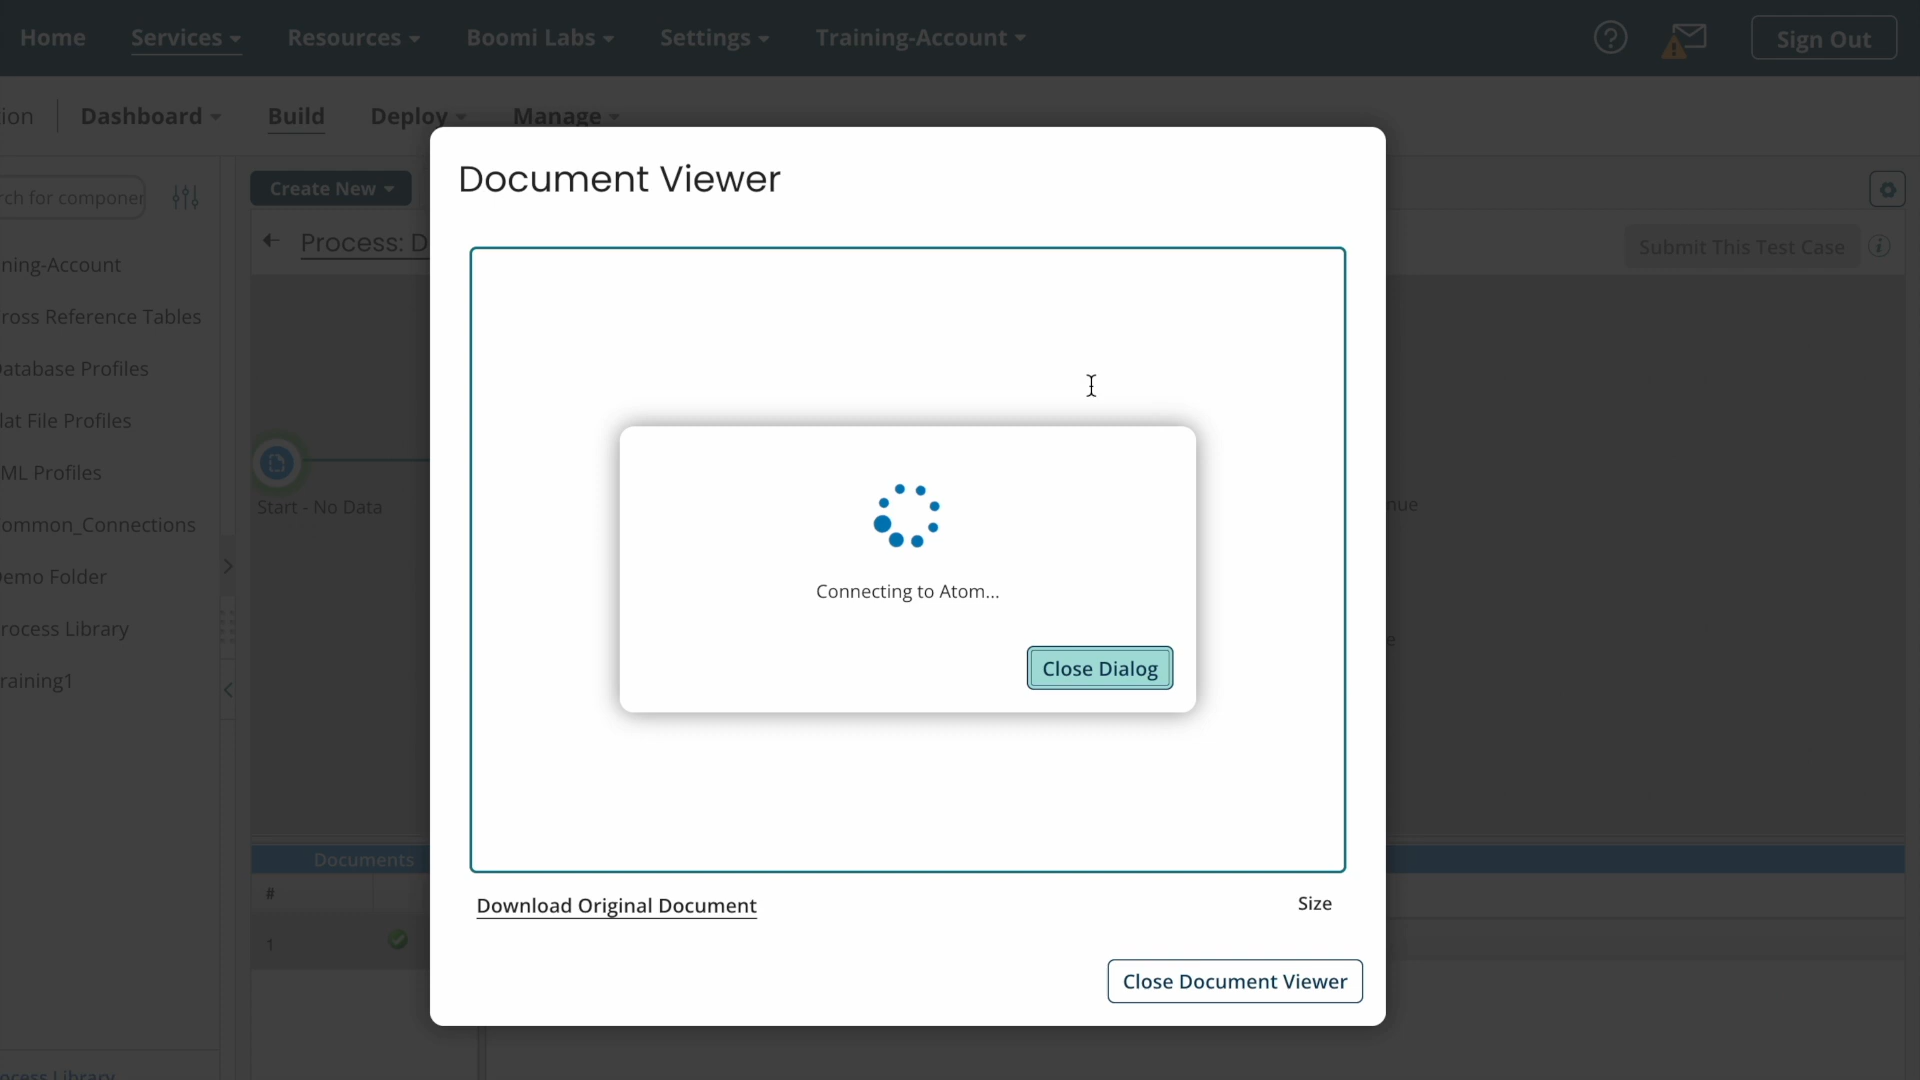 Home Services Resources Boomi Labs Settings Training-Account Sign Out
ion Dashboard Build Deploy Manage
Document Viewer
rch for componen
Create New
Process: D
Submit This Test Case
ning-Account
ross Reference Tables
atabase Profiles
lat File Profiles
ML Profiles
ommon_Connections
emo Folder
rocess Library
raining1
Start - No Data
nue
e
Connecting to Atom...
Close Dialog
Documents
#
1
Download Original Document
Size
Close Document Viewer
ocess Library